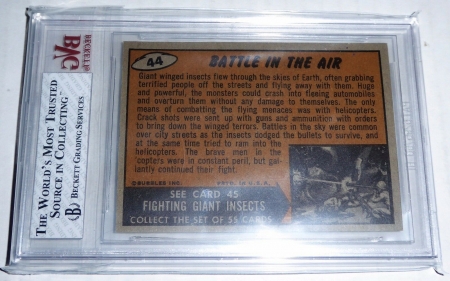 44
BATTLE IN THE AIR
Giant winged insects flew through the skies of Earth, often grabbing
terrified people off the streets and flying away with them. Huge
and powerful, the monsters could crash into fleeing automobiles
and overturn them without any damage to themselves. The only
means of combatting the flying menaces was with helicopters.
Crack shots were sent up with guns and ammunition with orders
to bring down the winged terrors. Battles in the sky were common
over city streets as the insects dodged the bullets to survive, and
at the same time tried to ram into the
helicopters. The brave men in the
copters were in constant peril, but gal-
lantly continued their fight.
©BUBBLES INC. PRTD. IN U.S.A.
SEE CARD 45
FIGHTING GIANT INSECTS
COLLECT THE SET OF 55 CARDS
BVG
THE WORLD'S MOST TRUSTED
SOURCE IN COLLECTING™
BECKETT GRADING SERVICES